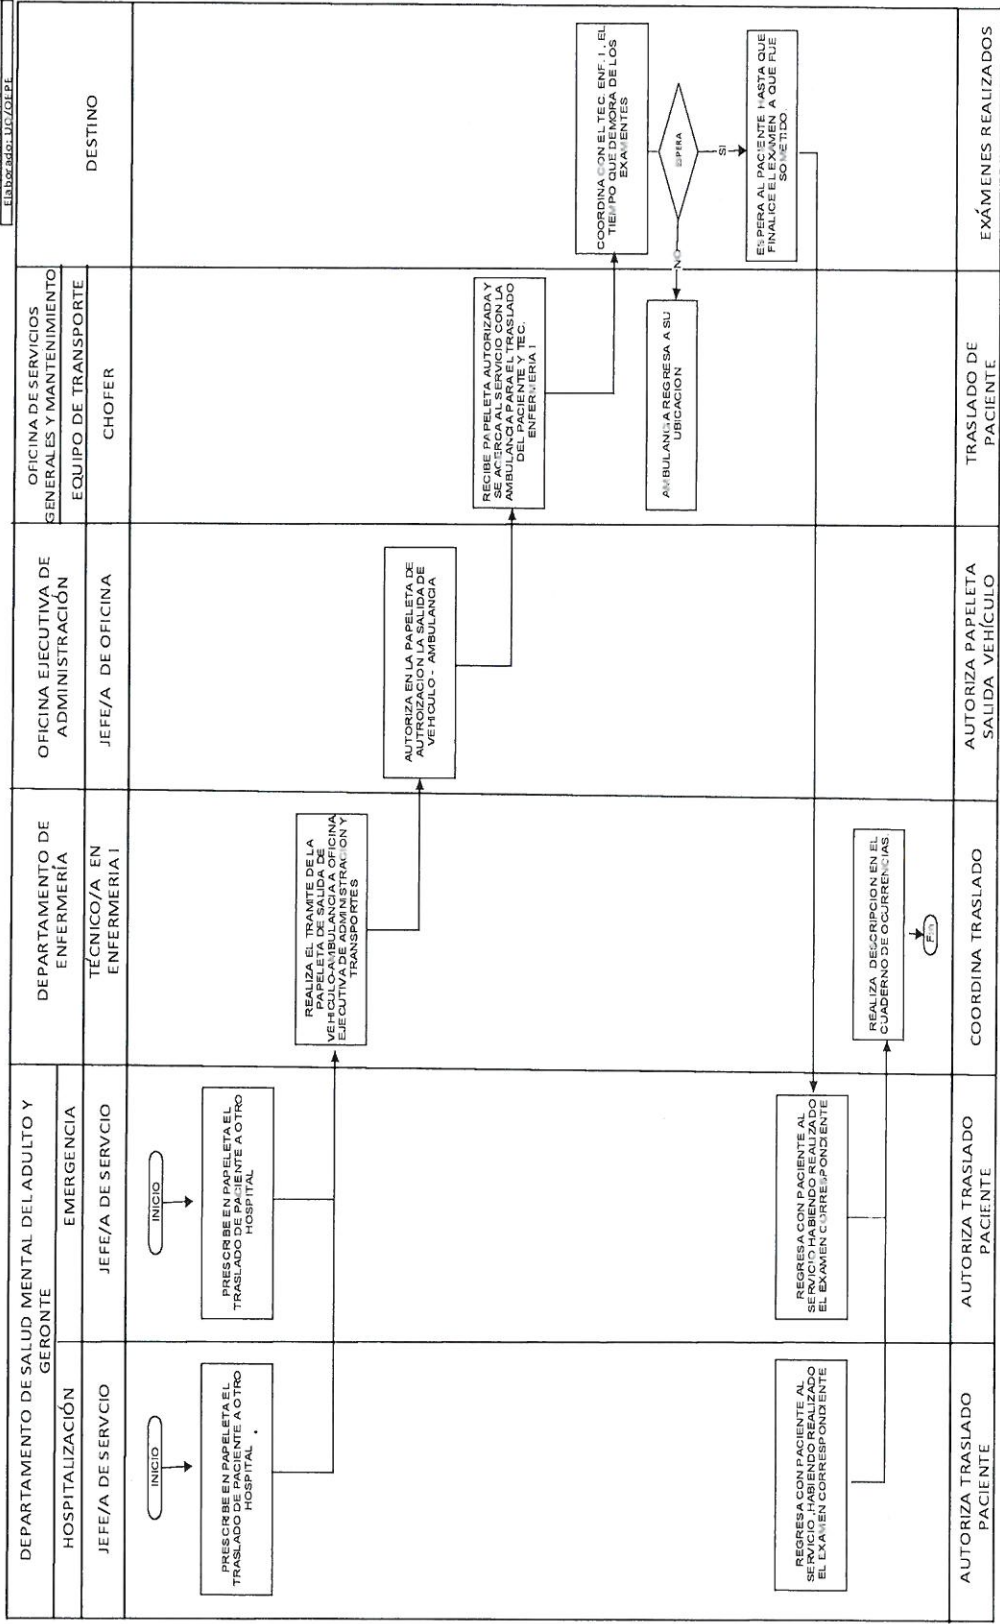 Elaborado: UO/OEPE
DEPARTAMENTO DE SALUD MENTAL DEL ADULTO Y
GERONTE
HOSPITALIZACIÓN
EMERGENCIA
JEFE/A DE SERVCIO
JEFE/A DE SERVCIO
DEPARTAMENTO DE
ENFERMERÍA
TÉCNICO/A EN
ENFERMERIA I
OFICINA EJECUTIVA DE
ADMINISTRACIÓN
JEFE/A DE OFICINA
OFICINA DE SERVICIOS
GENERALES Y MANTENIMIENTO
EQUIPO DE TRANSPORTE
CHOFER
DESTINO
INICIO
INICIO
PRESCRIBE EN PAPELETA EL
TRASLADO DE PACIENTE A OTRO
HOSPITAL
PRESCRIBE EN PAPELETA EL
TRASLADO DE PACIENTE A OTRO
HOSPITAL
REALIZA EL TRAMITE DE LA
PAPELETA DE SALIDA DE
VEHICULO-AMBULANCIA A OFICINA
EJECUTIVA DE ADMINISTRACION Y
TRANSPORTES
AUTORIZA EN LA PAPELETA DE
AUTROIZACION LA SALIDA DE
VEHICULO - AMBULANCIA
RECIBE PAPELETA AUTORIZADA Y
SE ACERCA AL SERVICIO CON LA
AMBULANCIA PARA EL TRASLADO
DEL PACIENTE Y TEC.
ENFERMERIA I
COORDINA CON EL TEC. ENF. I , EL
TIEMPO QUE DEMORA DE LOS
EXAMENTES
ESPERA
NO
SI
AMBULANCIA REGRESA A SU
UBICACION
ESPERA AL PACIENTE HASTA QUE
FINALICE EL EXAMEN A QUE FUE
SOMETIDO.
REGRESA CON PACIENTE AL
SERVICIO ,HABIENDO REALIZADO
EL EXAMEN CORRESPONDIENTE
REGRESA CON PACIENTE AL
SERVICIO HABIENDO REALIZADO
EL EXAMEN CORRESPONDIENTE
REALIZA DESCRIPCION EN EL
CUADERNO DE OCURRENCIAS.
Fin
AUTORIZA TRASLADO
PACIENTE
AUTORIZA TRASLADO
PACIENTE
COORDINA TRASLADO
AUTORIZA PAPELETA
SALIDA VEHÍCULO
TRASLADO DE
PACIENTE
EXÁMENES REALIZADOS